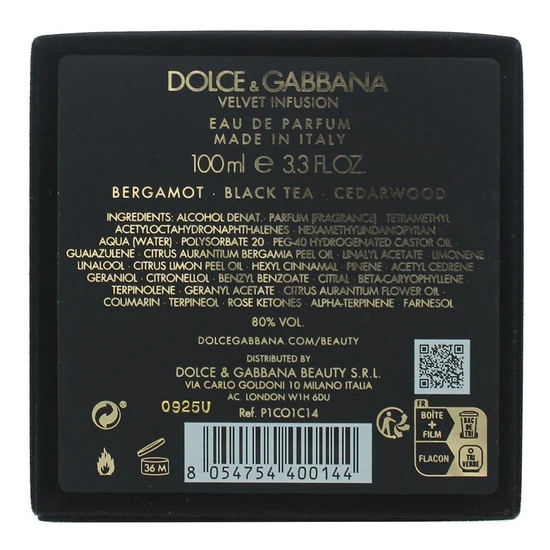 DOLCE & GABBANA
VELVET INFUSION
EAU DE PARFUM
MADE IN ITALY
100 ml e 3.3 FL.OZ.
BERGAMOT · BLACK TEA · CEDARWOOD
INGREDIENTS: ALCOHOL DENAT. · PARFUM (FRAGRANCE) · TETRAMETHYL
ACETYLOCTAHYDRONAPHTHALENES · HEXAMETHYLINDANOPYRAN ·
AQUA (WATER) · POLYSORBATE 20 · PEG-40 HYDROGENATED CASTOR OIL ·
GUAIAZULENE · CITRUS AURANTIUM BERGAMIA PEEL OIL · LINALYL ACETATE · LIMONENE ·
LINALOOL · CITRUS LIMON PEEL OIL · HEXYL CINNAMAL · PINENE · ACETYL CEDRENE ·
GERANIOL · CITRONELLOL · BENZYL BENZOATE · CITRAL · BETA-CARYOPHYLLENE ·
TERPINOLENE · GERANYL ACETATE · CITRUS AURANTIUM FLOWER OIL ·
COUMARIN · TERPINEOL · ROSE KETONES · ALPHA-TERPINENE · FARNESOL
80% VOL.
DOLCEGABBANA.COM/BEAUTY
DISTRIBUTED BY
DOLCE & GABBANA BEAUTY S.R.L.
VIA CARLO GOLDONI 10 MILANO ITALIA
AC. LONDON W1H 6DU
Ref. P1CO1C14
0925U
36 M
8 054754 400144
FR
BOÎTE
+
FILM
BAC
DE TRI
FLACON
TRI
VERRE